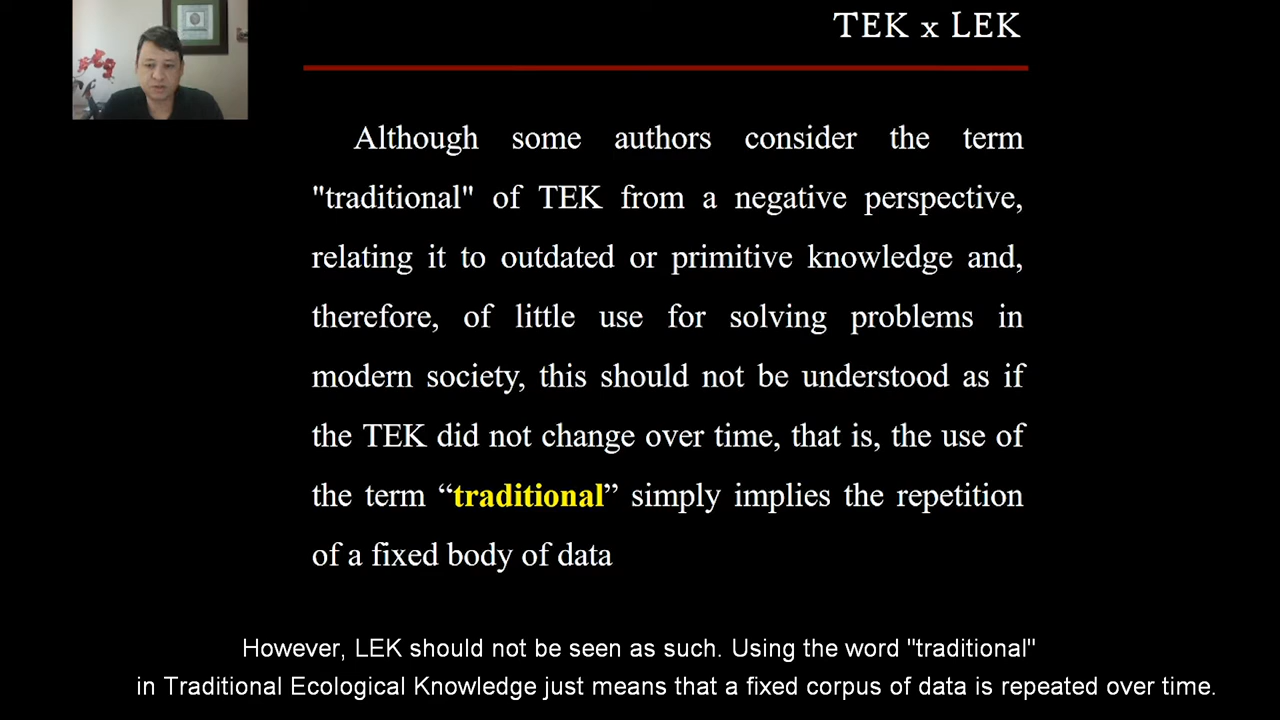 TEK x LEK
Although some authors consider the term
"traditional" of TEK from a negative perspective,
relating it to outdated or primitive knowledge and,
therefore, of little use for solving problems in
modern society, this should not be understood as if
the TEK did not change over time, that is, the use of
the term “traditional” simply implies the repetition
of a fixed body of data
However, LEK should not be seen as such. Using the word "traditional"
in Traditional Ecological Knowledge just means that a fixed corpus of data is repeated over time.